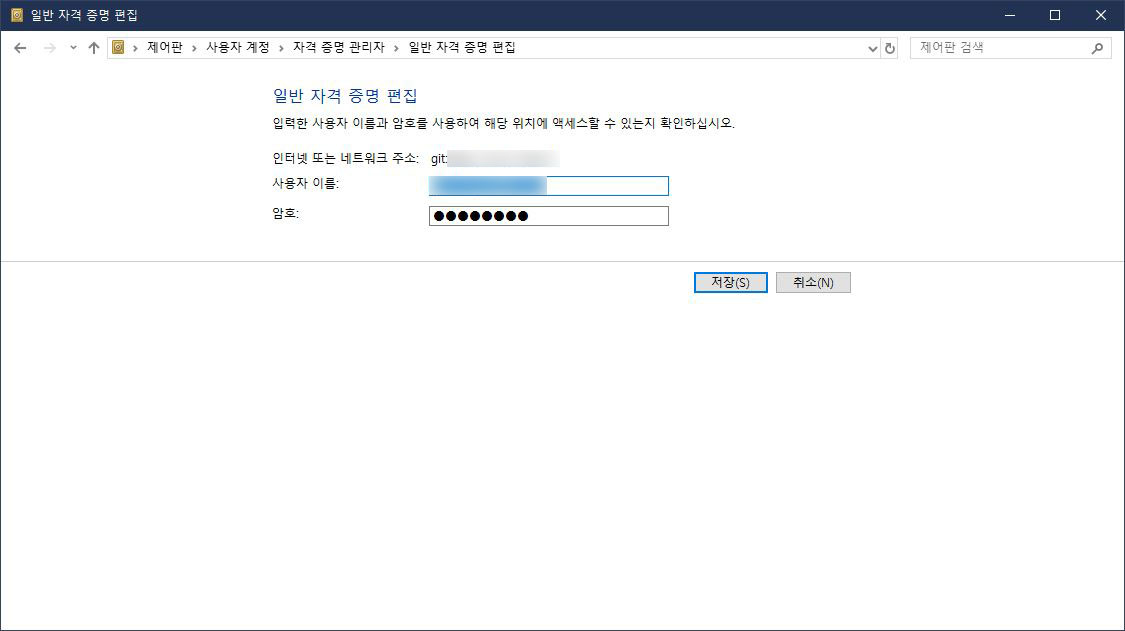 일반 자격 증명 편집
제어판 › 사용자 계정 › 자격 증명 관리자 › 일반 자격 증명 편집
제어판 검색
일반 자격 증명 편집
입력한 사용자 이름과 암호를 사용하여 해당 위치에 액세스할 수 있는지 확인하십시오.
인터넷 또는 네트워크 주소: git:
사용자 이름:
암호: ●●●●●●●●
저장(S) 취소(N)